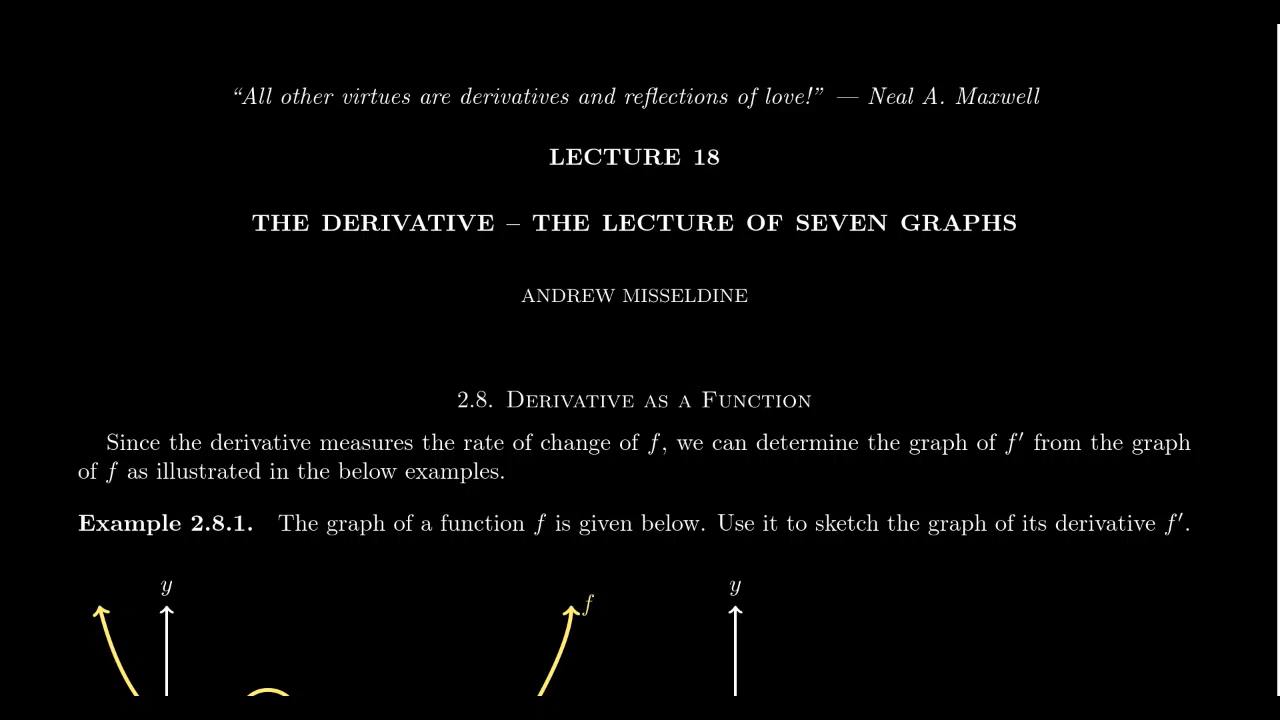 “All other virtues are derivatives and reflections of love!” — Neal A. Maxwell
LECTURE 18
THE DERIVATIVE – THE LECTURE OF SEVEN GRAPHS
ANDREW MISSELDINE
2.8. Derivative as a Function
Since the derivative measures the rate of change of f, we can determine the graph of f′ from the graph
of f as illustrated in the below examples.
Example 2.8.1. The graph of a function f is given below. Use it to sketch the graph of its derivative f′.
y
f
y